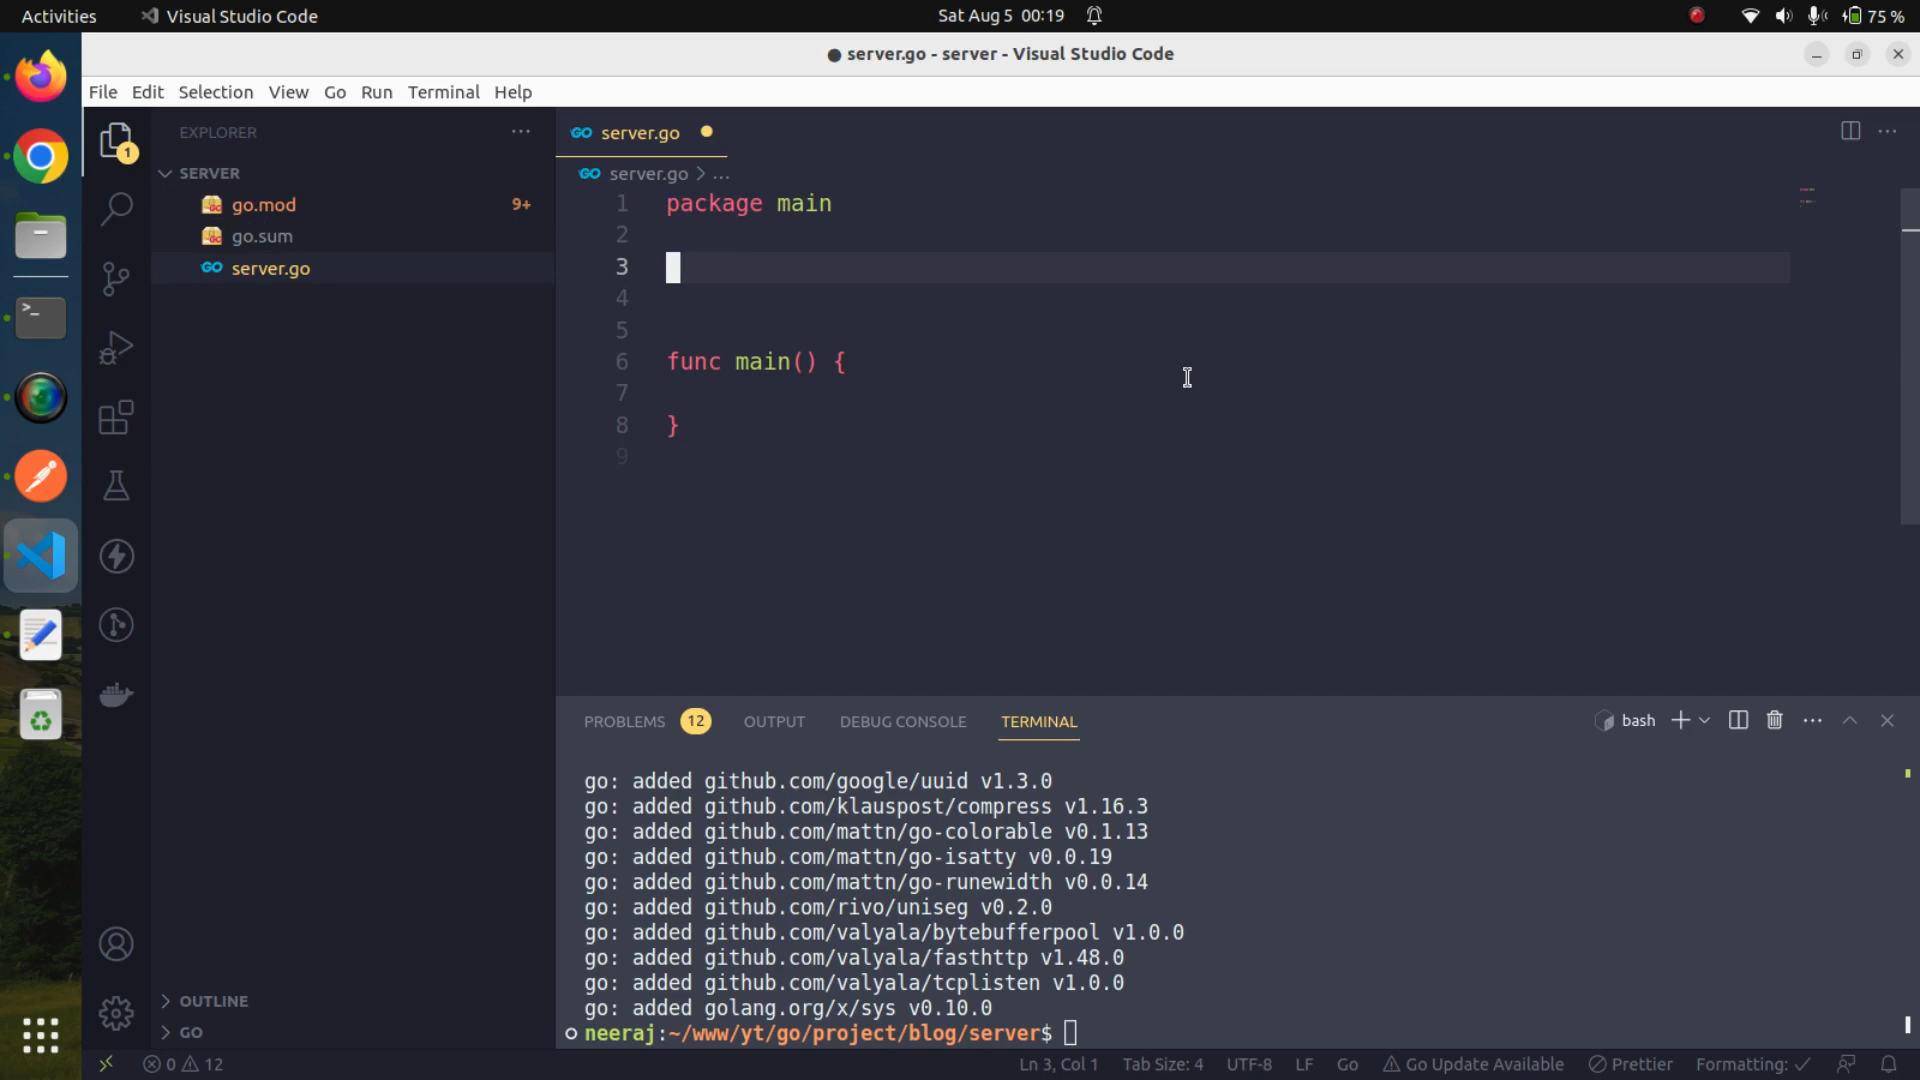 Activities
Visual Studio Code
Sat Aug 5 00:19
75 %
● server.go - server - Visual Studio Code
File Edit Selection View Go Run Terminal Help
1
EXPLORER
···
SERVER
go.mod 9+
go.sum
GO server.go
GO server.go
GO server.go > ...
1 package main
2
3
4
5
6 func main() {
7
8 }
9
PROBLEMS 12 OUTPUT DEBUG CONSOLE TERMINAL
bash
go: added github.com/google/uuid v1.3.0
go: added github.com/klauspost/compress v1.16.3
go: added github.com/mattn/go-colorable v0.1.13
go: added github.com/mattn/go-isatty v0.0.19
go: added github.com/mattn/go-runewidth v0.0.14
go: added github.com/rivo/uniseg v0.2.0
go: added github.com/valyala/bytebufferpool v1.0.0
go: added github.com/valyala/fasthttp v1.48.0
go: added github.com/valyala/tcplisten v1.0.0
go: added golang.org/x/sys v0.10.0
neeraj:~/www/yt/go/project/blog/server$
OUTLINE
GO
0 12
Ln 3, Col 1
Tab Size: 4
UTF-8
LF
Go
Go Update Available
Prettier
Formatting: ✓